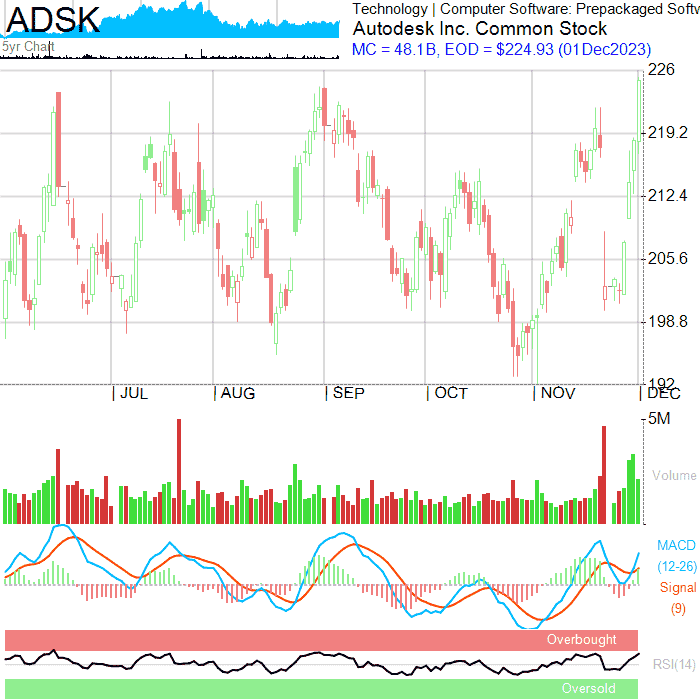 ADSK
5yr Chart
Technology | Computer Software: Prepackaged Softw
Autodesk Inc. Common Stock
MC = 48.1B, EOD = $224.93 (01Dec2023)
226
219.2
212.4
205.6
198.8
192
JUL
AUG
SEP
OCT
NOV
DEC
5M
Volume
MACD
(12-26)
Signal
(9)
Overbought
RSI(14)
Oversold